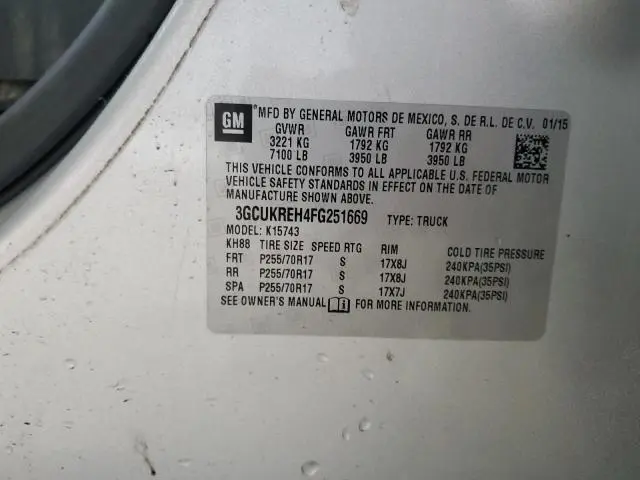 GM MFD BY GENERAL MOTORS DE MEXICO, S. DE R.L. DE C.V. 01/15
GVWR GAWR FRT GAWR RR
3221 KG 1792 KG 1792 KG
7100 LB 3950 LB 3950 LB
THIS VEHICLE CONFORMS TO ALL APPLICABLE U.S. FEDERAL MOTOR
VEHICLE SAFETY STANDARDS IN EFFECT ON THE DATE OF
MANUFACTURE SHOWN ABOVE.
3GCUKREH4FG251669 TYPE: TRUCK
MODEL: K15743
KH88 TIRE SIZE SPEED RTG RIM COLD TIRE PRESSURE
FRT P255/70R17 S 17X8J 240KPA(35PSI)
RR P255/70R17 S 17X8J 240KPA(35PSI)
SPA P255/70R17 S 17X7J 240KPA(35PSI)
SEE OWNER'S MANUAL i FOR MORE INFORMATION.